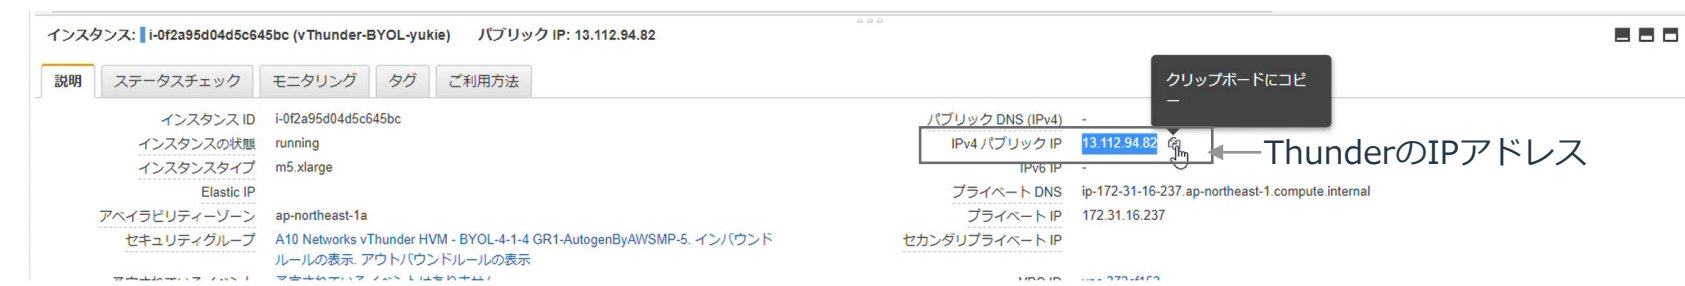 インスタンス: i-0f2a95d04d5c645bc (vThunder-BYOL-yukie) パブリック IP: 13.112.94.82
説明 ステータスチェック モニタリング タグ ご利用方法
クリップボードにコピ
ー
インスタンス ID i-0f2a95d04d5c645bc パブリック DNS (IPv4) -
インスタンスの状態 running IPv4 パブリック IP 13.112.94.82
ThunderのIPアドレス
インスタンスタイプ m5.xlarge IPv6 IP -
Elastic IP プライベート DNS ip-172-31-16-237.ap-northeast-1.compute.internal
アベイラビリティーゾーン ap-northeast-1a プライベート IP 172.31.16.237
セキュリティグループ A10 Networks vThunder HVM - BYOL-4-1-4 GR1-AutogenByAWSMP-5. インバウンド セカンダリプライベート IP
ルールの表示. アウトバウンドルールの表示